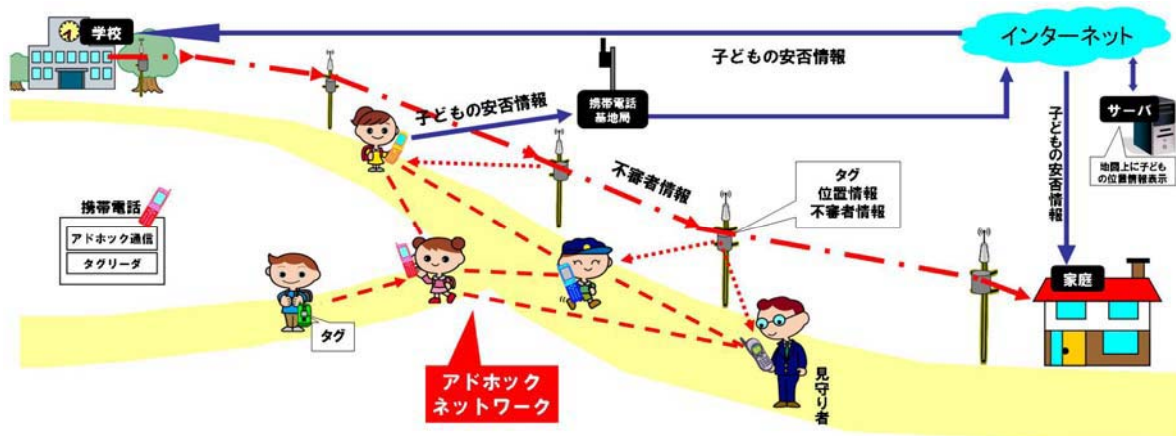 学校
インターネット
子どもの安否情報
子どもの安否情報
携帯電話
基地局
サーバ
地図上に子ども
の位置情報表示
子どもの安否情報
不審者情報
タグ
位置情報
不審者情報
携帯電話
アドホック通信
タグリーダ
タグ
家庭
アドホック
ネットワーク
見守り者